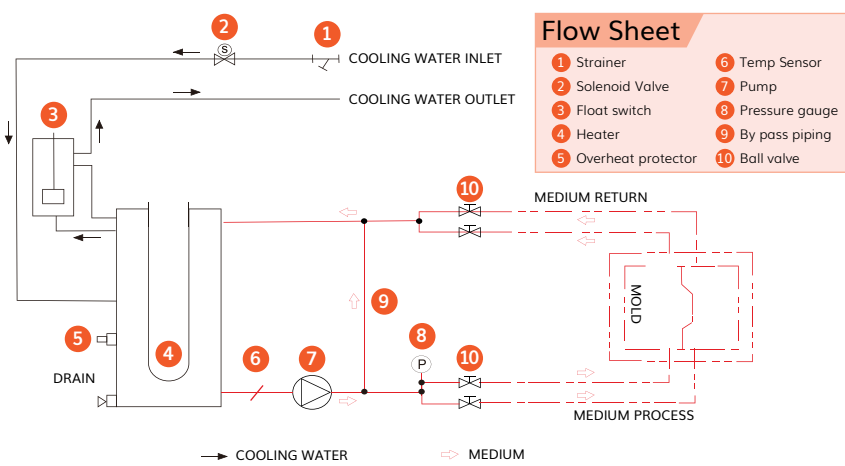 Flow Sheet
1 Strainer
2 Solenoid Valve
3 Float switch
4 Heater
5 Overheat protector
6 Temp Sensor
7 Pump
8 Pressure gauge
9 By pass piping
10 Ball valve
2
1
S
COOLING WATER INLET
COOLING WATER OUTLET
3
10
MEDIUM RETURN
MOLD
9
8
P
10
5
4
6
7
DRAIN
MEDIUM PROCESS
COOLING WATER
MEDIUM